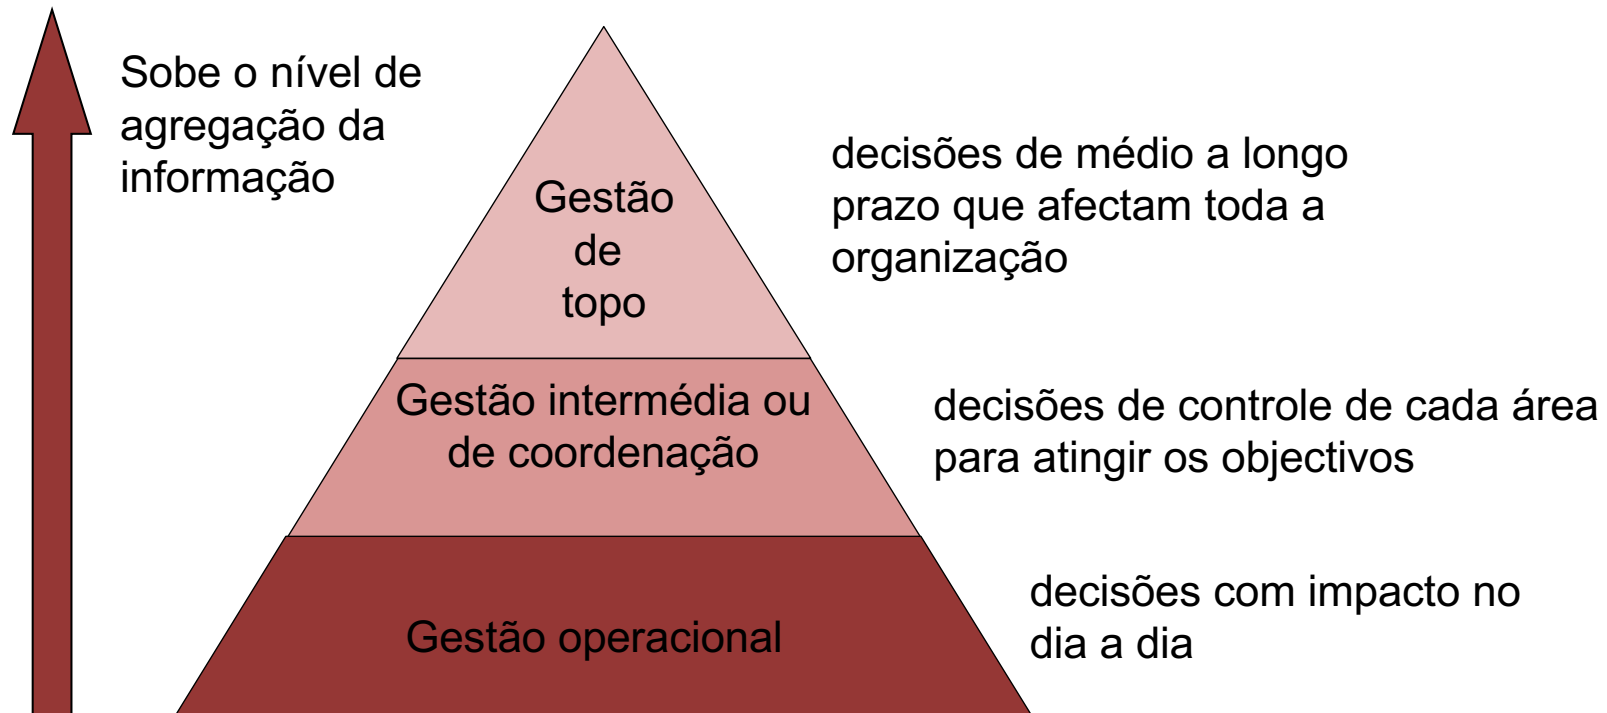 Sobe o nível de
agregação da
informação
Gestão
de
topo
decisões de médio a longo
prazo que afectam toda a
organização
Gestão intermédia ou
de coordenação
decisões de controle de cada área
para atingir os objectivos
Gestão operacional
decisões com impacto no
dia a dia